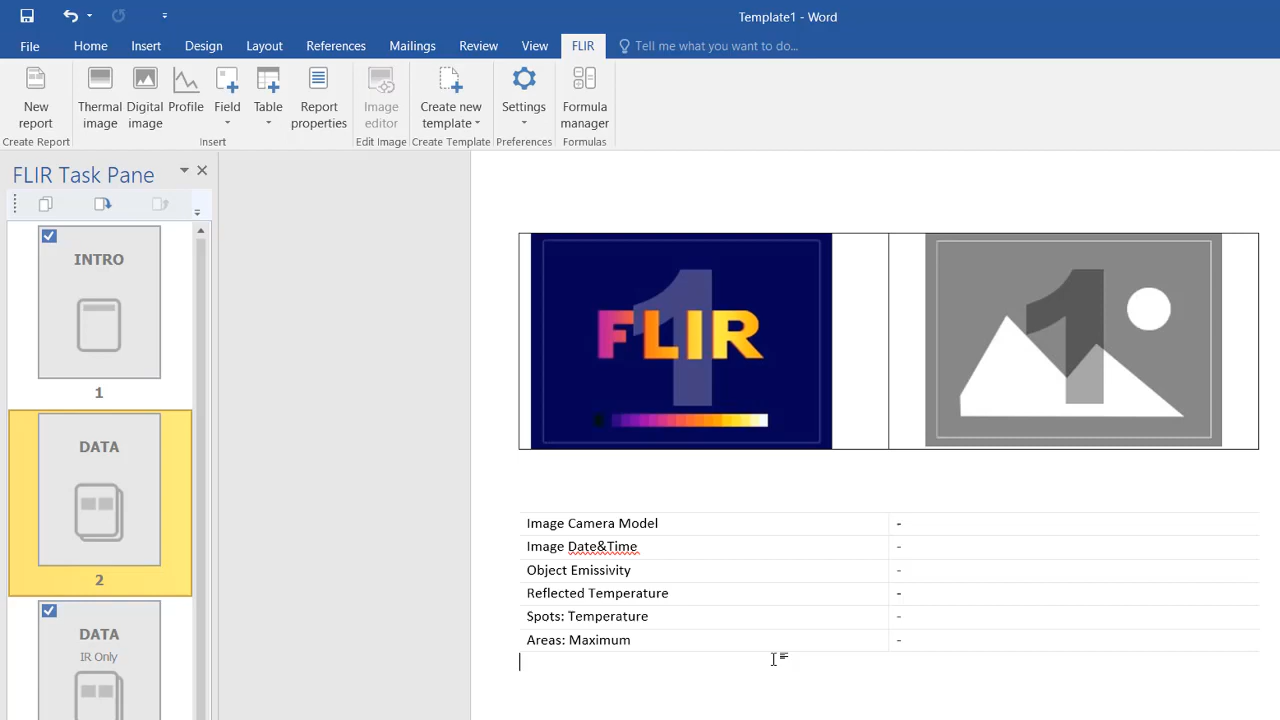 Template1 - Word
File Home Insert Design Layout References Mailings Review View FLIR Tell me what you want to do...
New report
Thermal image
Digital image
Profile
Field
Table
Report properties
Image editor
Create new template
Settings
Formula manager
Create Report Insert Edit Image Create Template Preferences Formulas
FLIR Task Pane
INTRO
1
DATA
2
DATA
IR Only
1
FLIR
1
Image Camera Model -
Image Date&Time -
Object Emissivity -
Reflected Temperature -
Spots: Temperature -
Areas: Maximum -